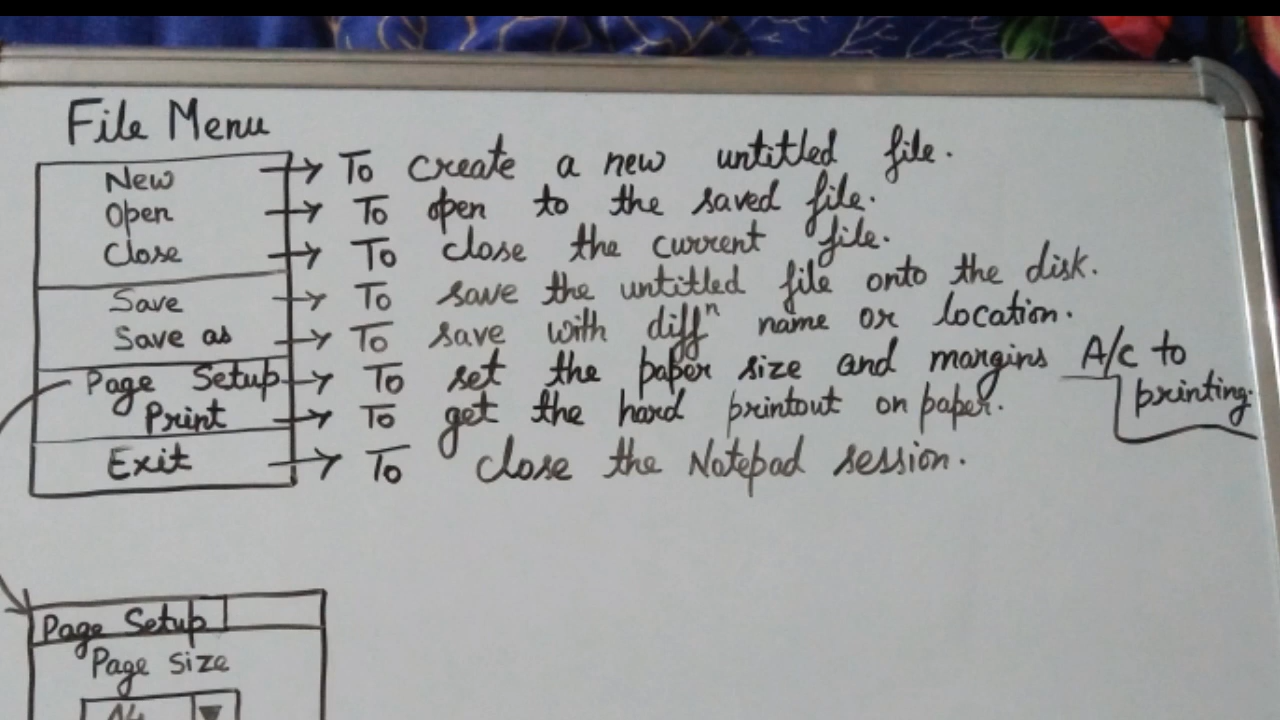 File Menu
New → To create a new untitled file.
Open → To open to the saved file.
Close → To close the current file.
Save → To save the untitled file onto the disk.
Save as → To save with diffⁿ name or location.
Page Setup → To set the paper size and margins A/c to printing.
Print → To get the hard printout on paper.
Exit → To close the Notepad session.
Page Setup
Page size
A4